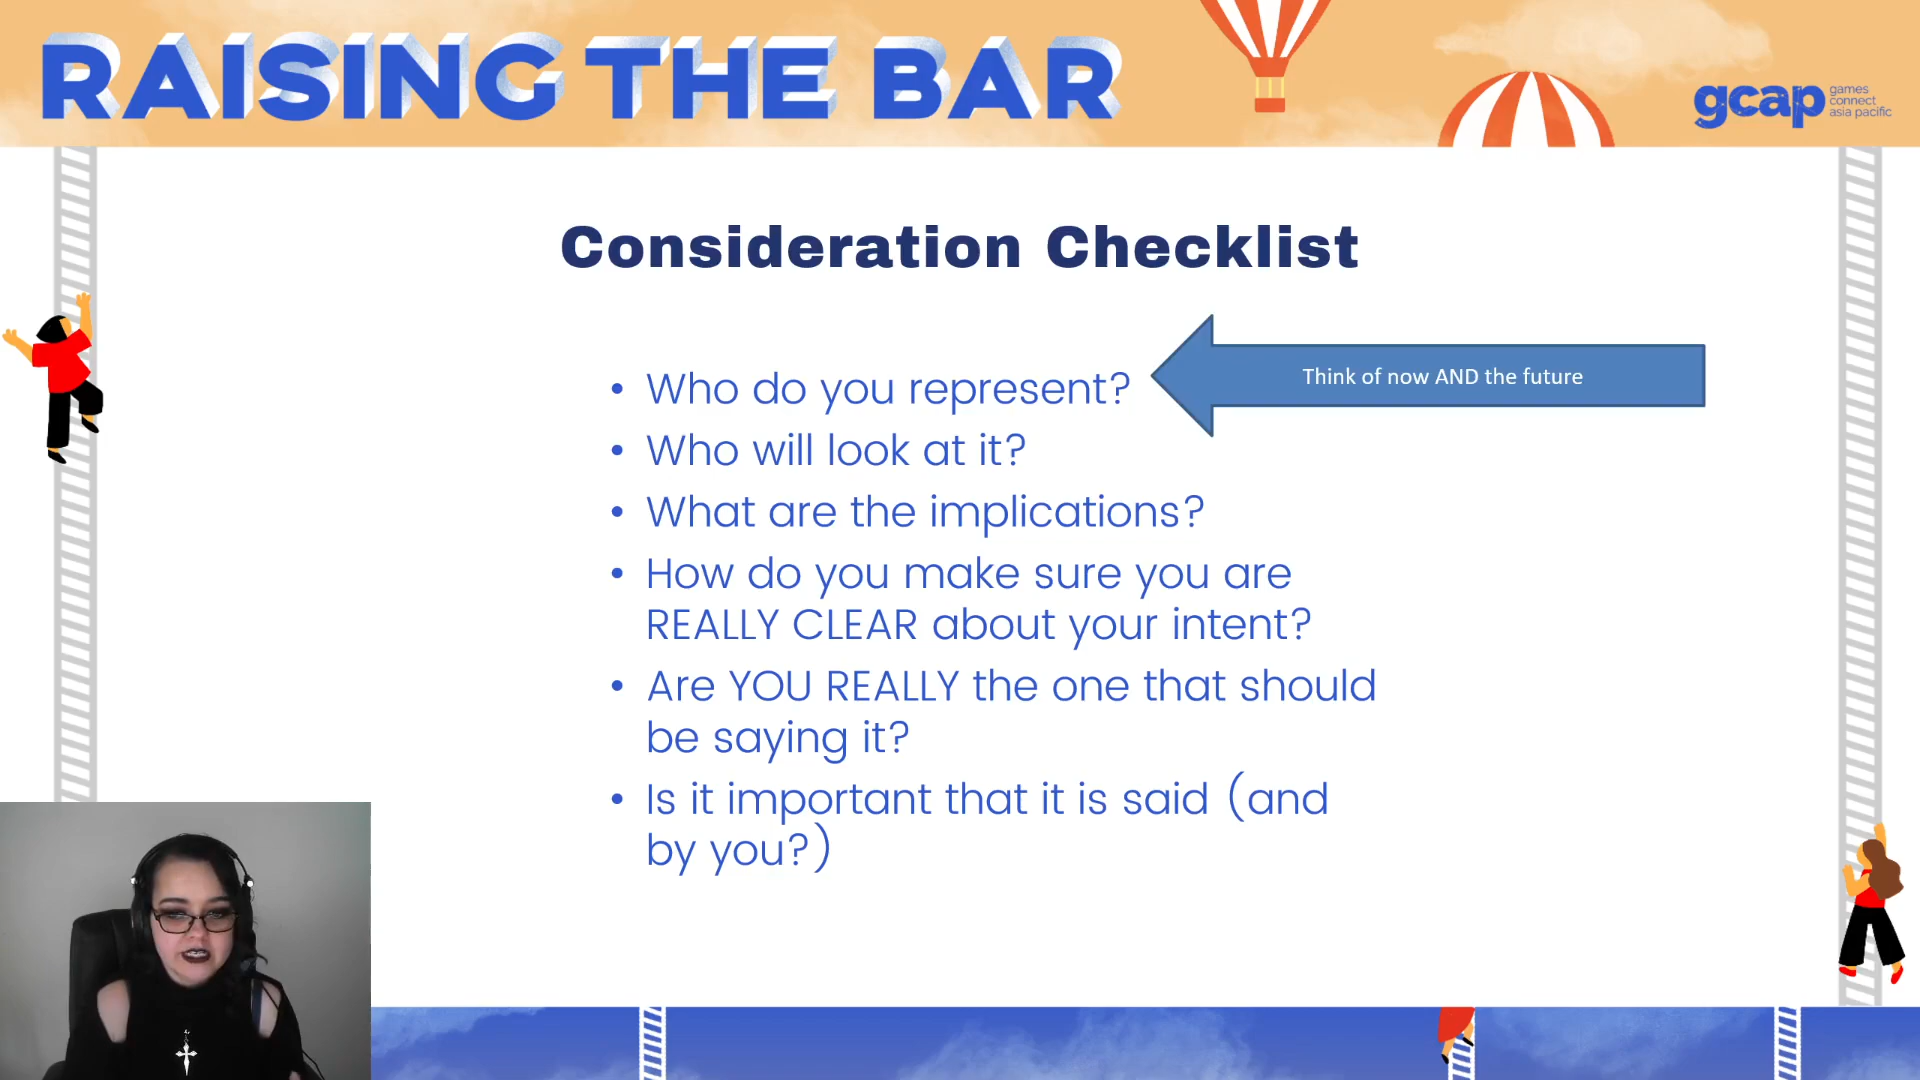 RAISING THE BAR
gcap
games
connect
asia pacific
Consideration Checklist
• Who do you represent?
Think of now AND the future
• Who will look at it?
• What are the implications?
• How do you make sure you are
REALLY CLEAR about your intent?
• Are YOU REALLY the one that should
be saying it?
• Is it important that it is said (and
by you?)